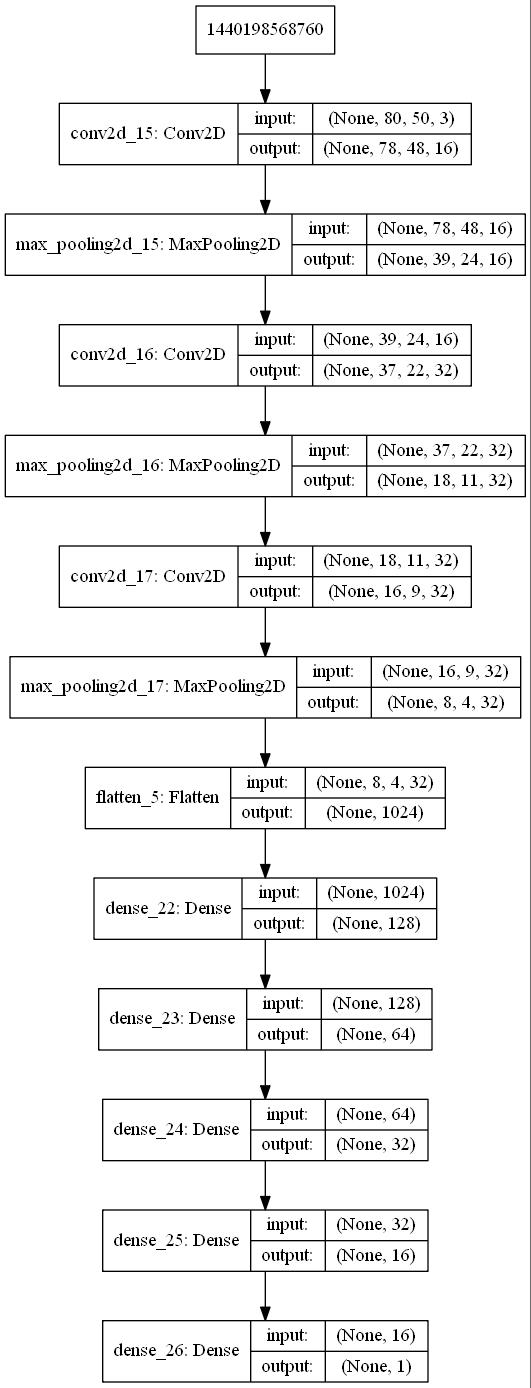 1440198568760
conv2d_15: Conv2D
input: (None, 80, 50, 3)
output: (None, 78, 48, 16)
max_pooling2d_15: MaxPooling2D
input: (None, 78, 48, 16)
output: (None, 39, 24, 16)
conv2d_16: Conv2D
input: (None, 39, 24, 16)
output: (None, 37, 22, 32)
max_pooling2d_16: MaxPooling2D
input: (None, 37, 22, 32)
output: (None, 18, 11, 32)
conv2d_17: Conv2D
input: (None, 18, 11, 32)
output: (None, 16, 9, 32)
max_pooling2d_17: MaxPooling2D
input: (None, 16, 9, 32)
output: (None, 8, 4, 32)
flatten_5: Flatten
input: (None, 8, 4, 32)
output: (None, 1024)
dense_22: Dense
input: (None, 1024)
output: (None, 128)
dense_23: Dense
input: (None, 128)
output: (None, 64)
dense_24: Dense
input: (None, 64)
output: (None, 32)
dense_25: Dense
input: (None, 32)
output: (None, 16)
dense_26: Dense
input: (None, 16)
output: (None, 1)